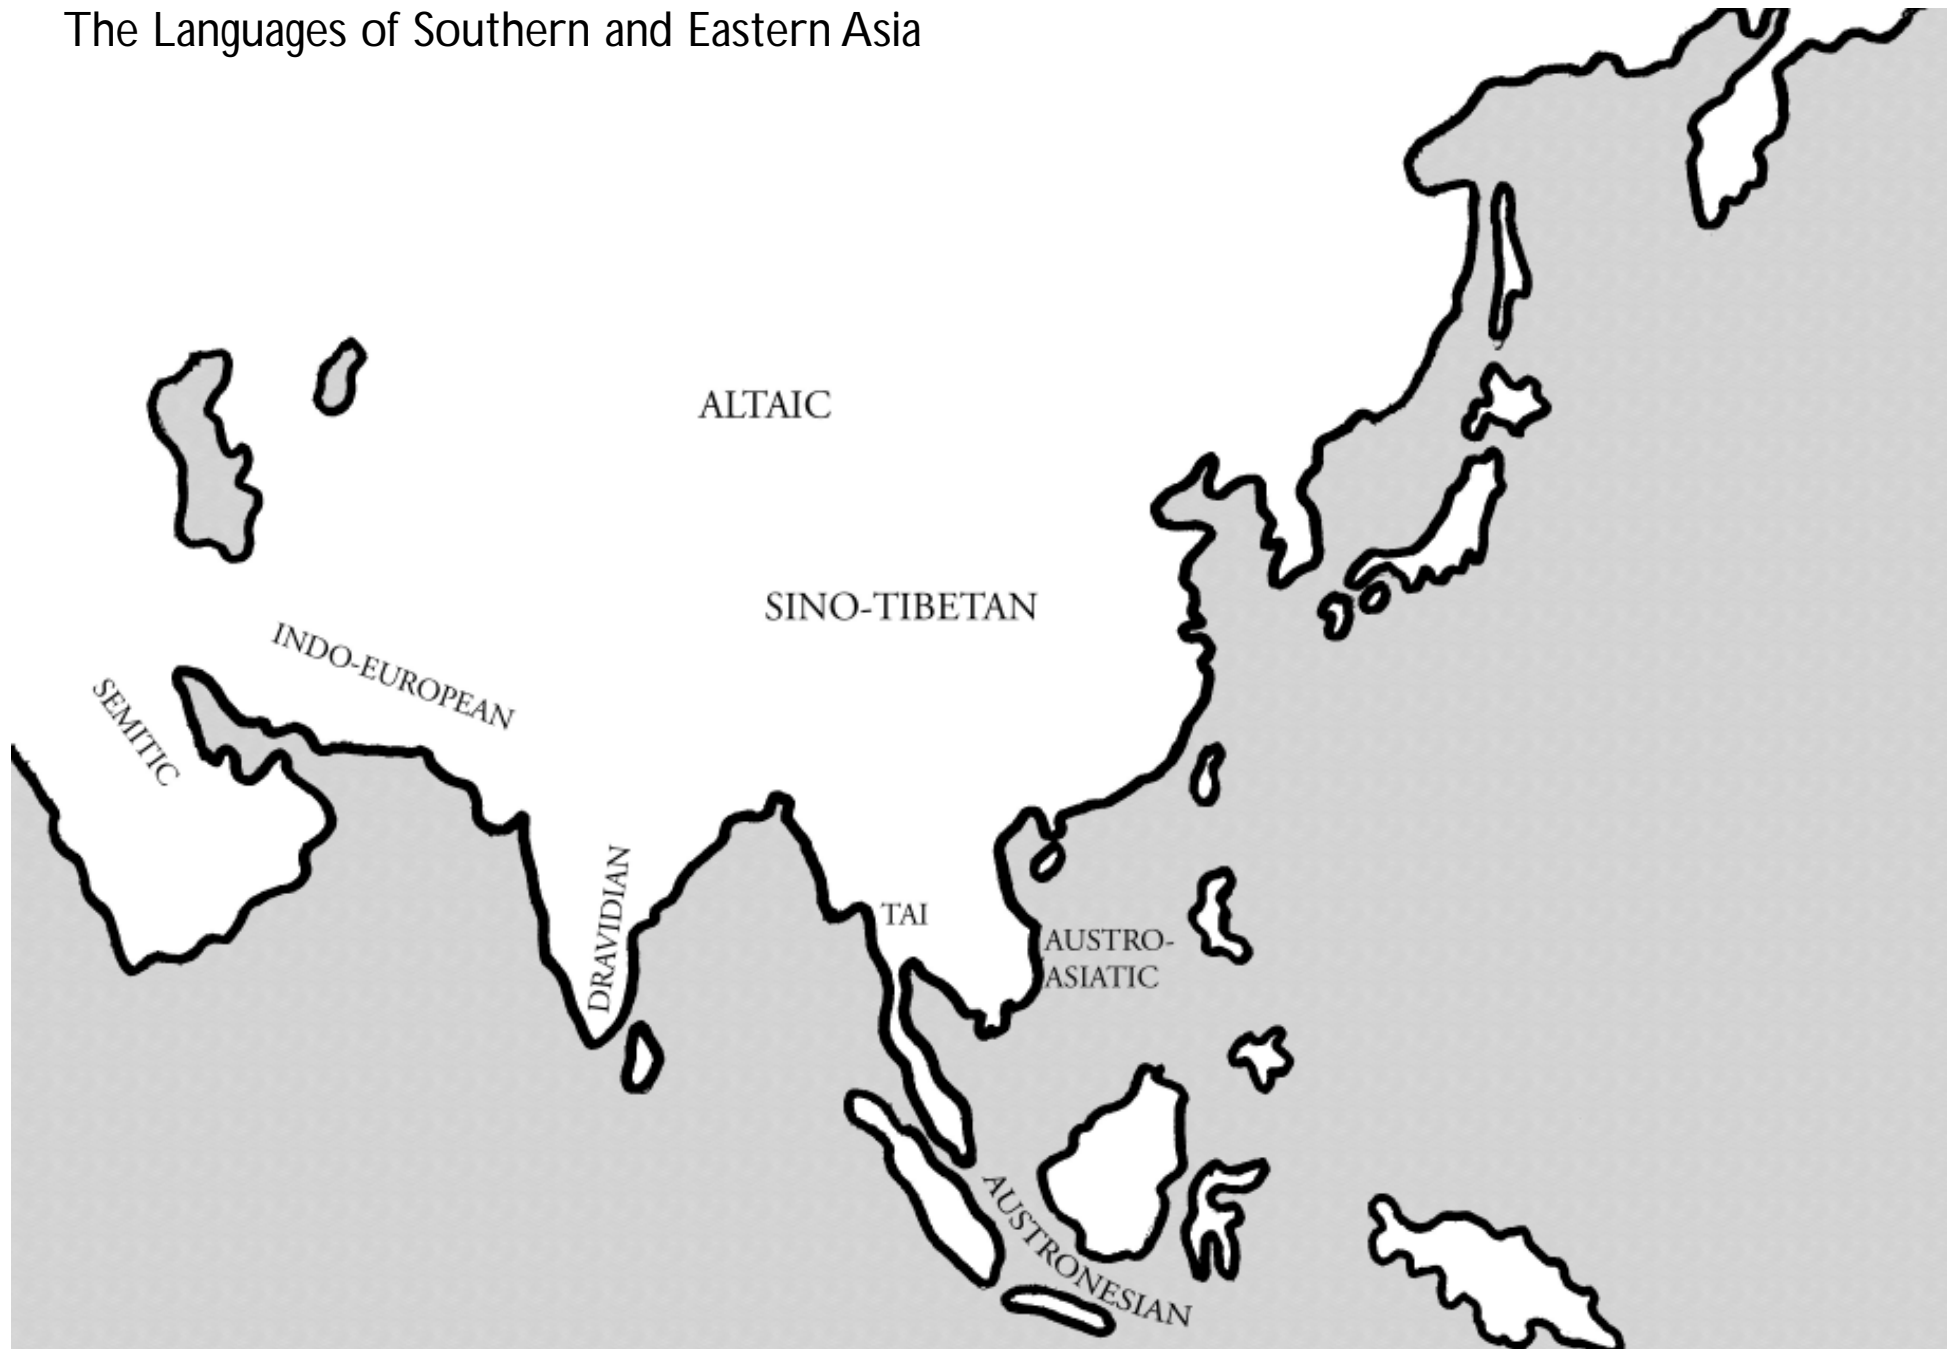 The Languages of Southern and Eastern Asia
ALTAIC
SINO-TIBETAN
INDO-EUROPEAN
SEMITIC
DRAVIDIAN
TAI
AUSTRO-
ASIATIC
AUSTRONESIAN